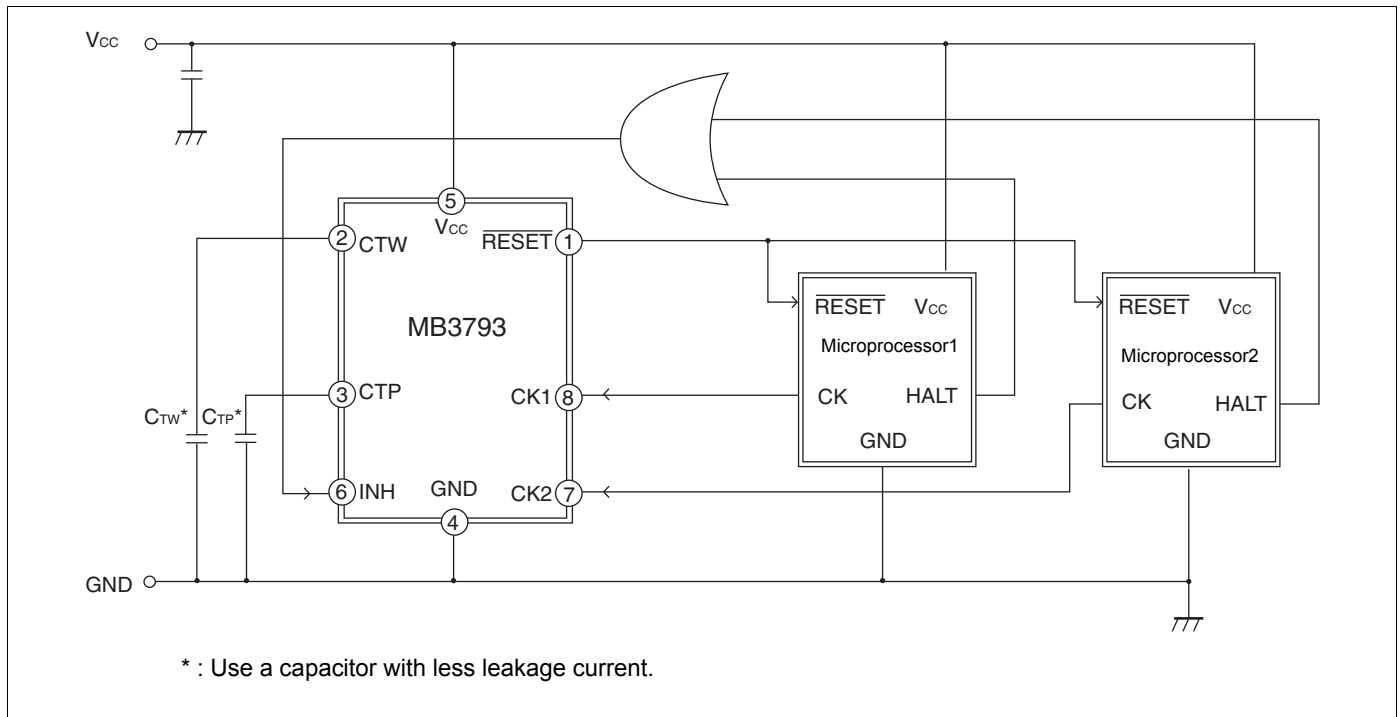 VCC
5
VCC
2 CTW
RESET 1
MB3793
RESET VCC
Microprocessor1
RESET VCC
Microprocessor2
3 CTP
CK1 8
CK HALT
CK HALT
CTW* CTP*
GND
GND
6 INH
GND
CK2 7
4
GND
* : Use a capacitor with less leakage current.